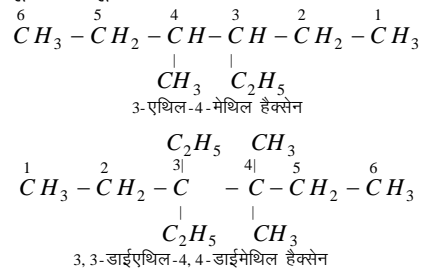 6 5 4 3 2 1
CH₃ – CH₂ – CH – CH – CH₂ – CH₃
| |
CH₃ C₂H₅
3-एथिल-4-मेथिल हैक्सेन
C₂H₅ CH₃
1 2 3| 4| 5 6
CH₃ – CH₂ – C – C – CH₂ – CH₃
| |
C₂H₅ CH₃
3, 3-डाईएथिल-4, 4-डाईमेथिल हैक्सेन